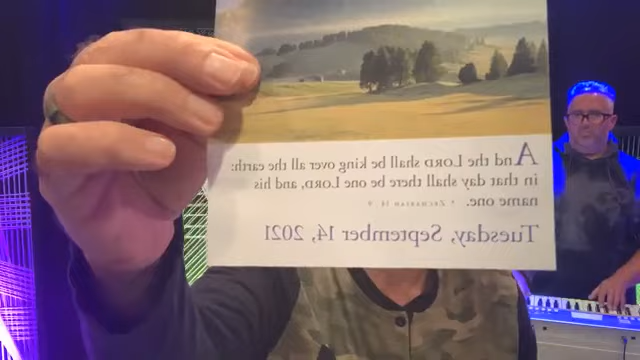 And the LORD shall be king over all the earth:
in that day shall there be one LORD, and his
name one. • ZECHARIAH 14:9
Tuesday, September 14, 2021